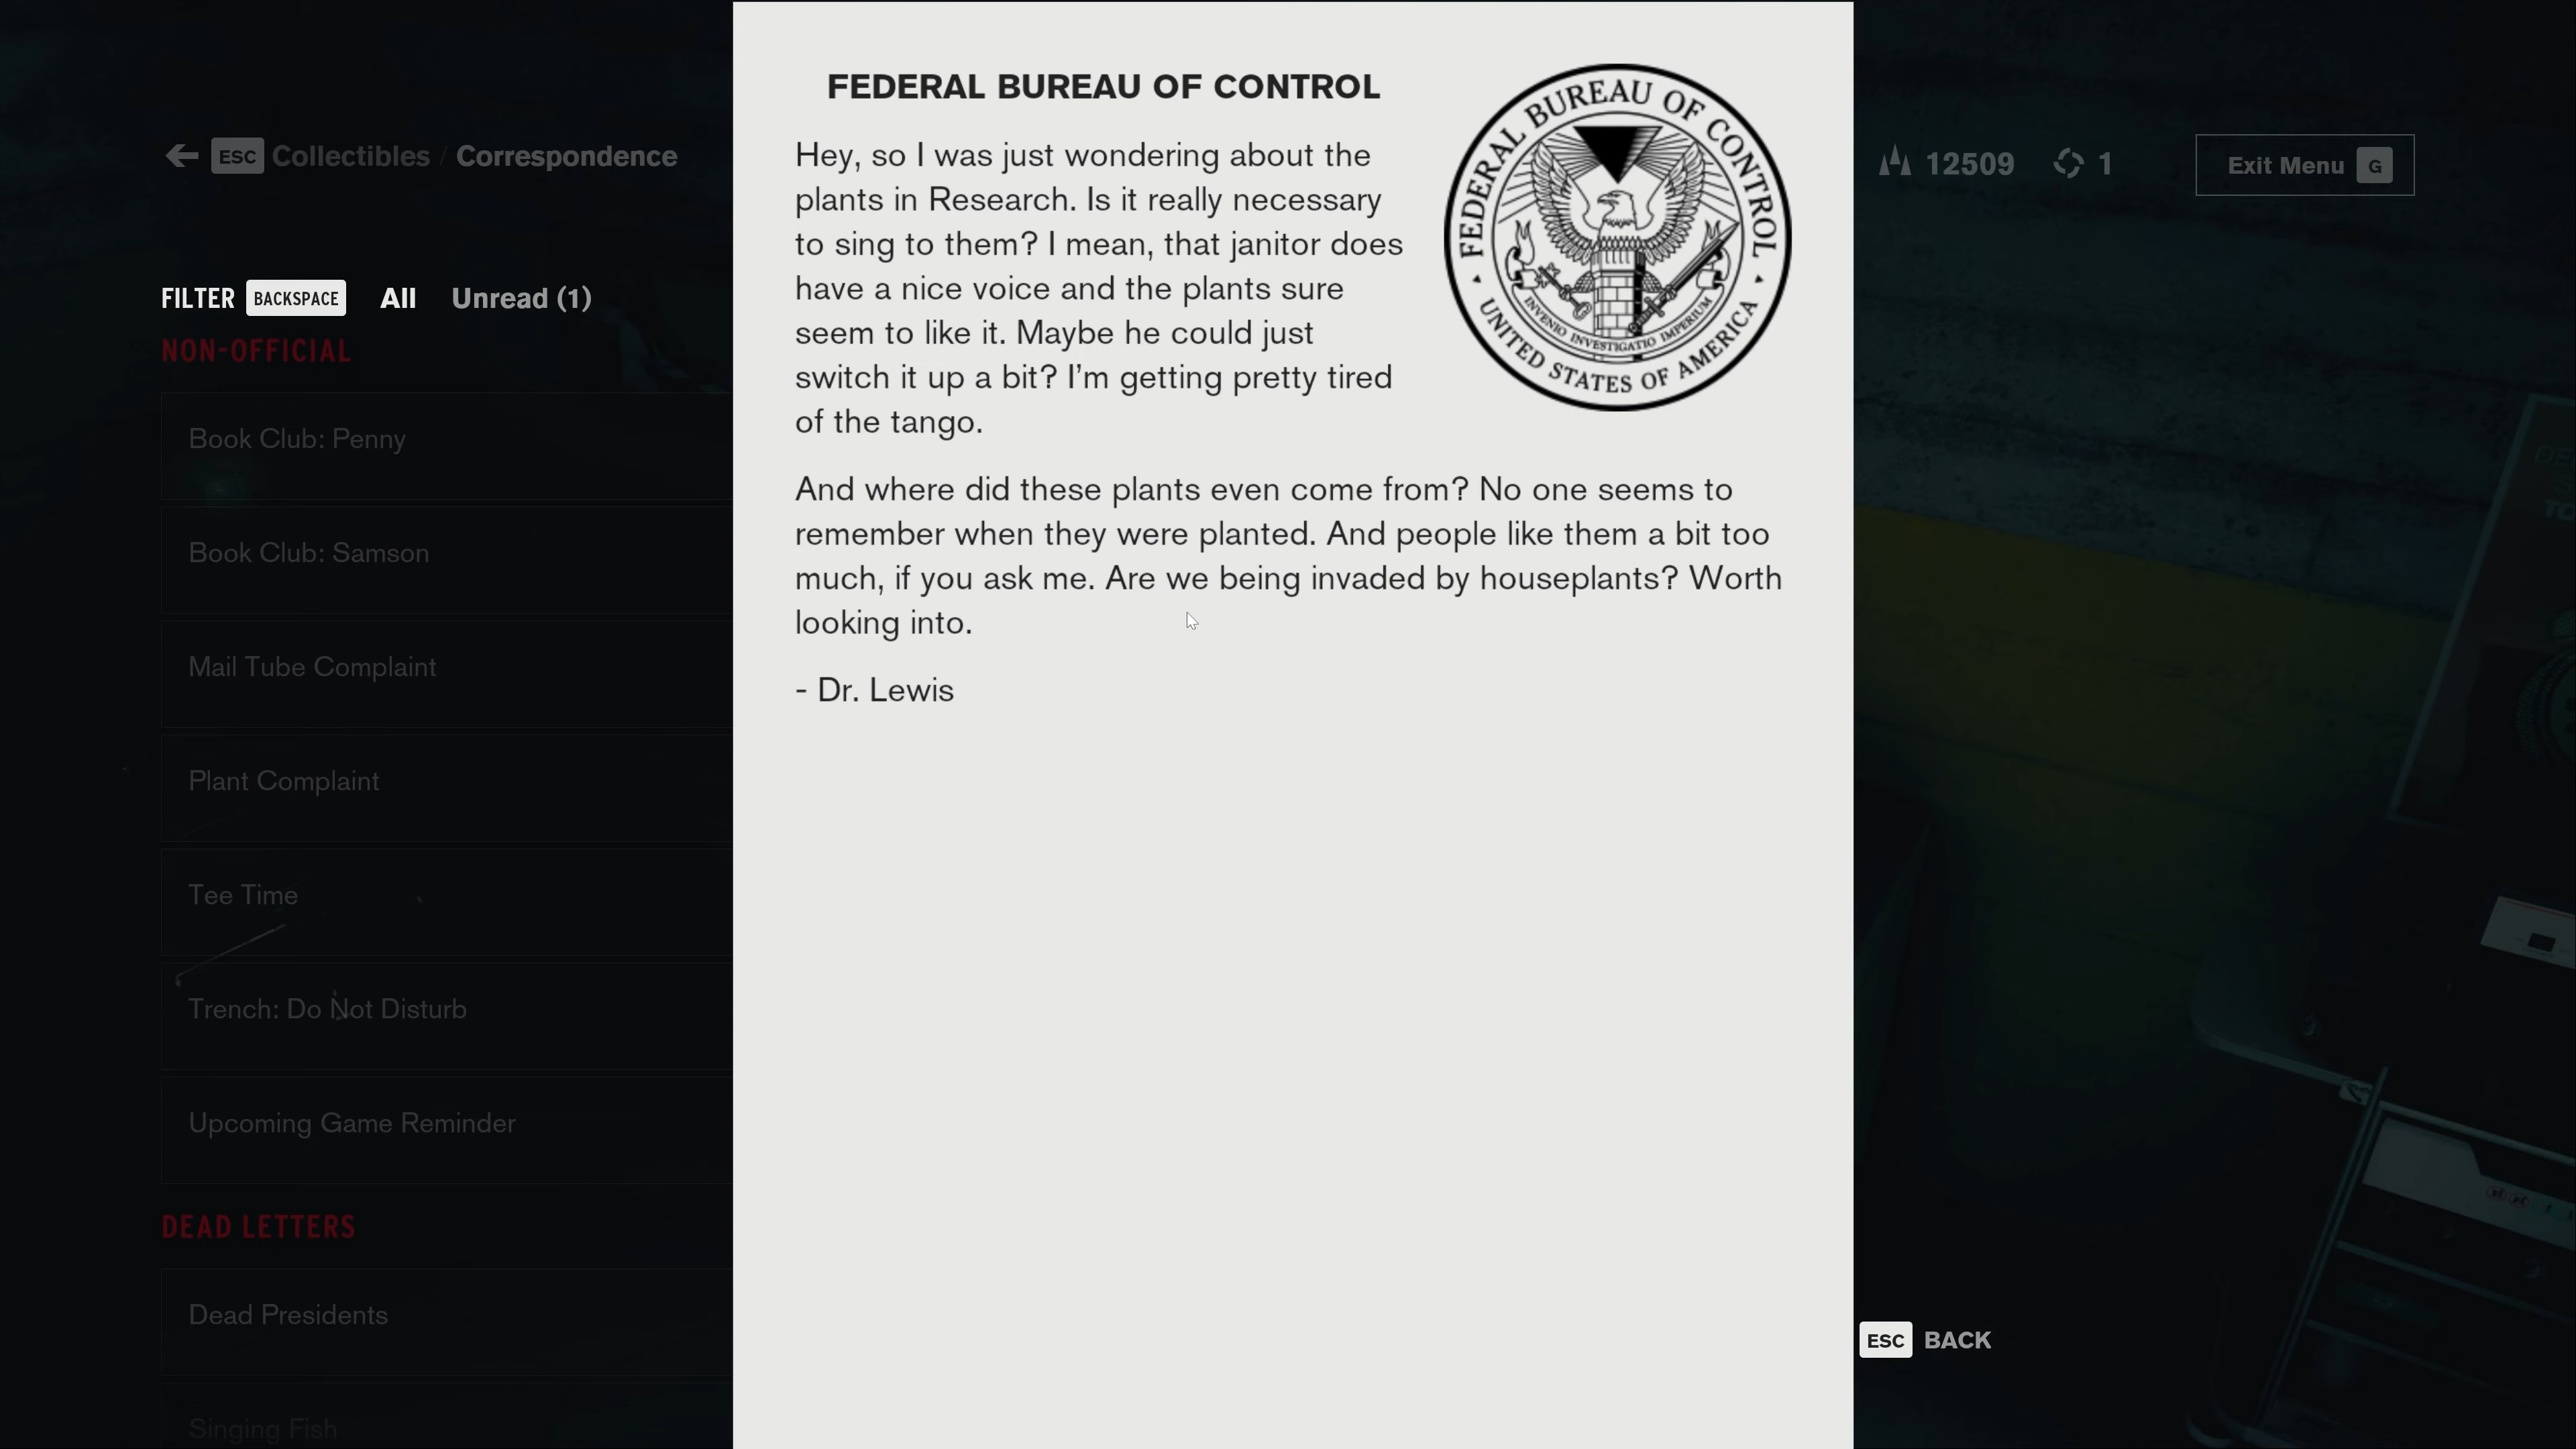 FEDERAL BUREAU OF CONTROL
FEDERAL BUREAU OF CONTROL
UNITED STATES OF AMERICA
INVENIO INVESTIGATIO IMPERIUM
ESC Collectibles / Correspondence
12509 1
Exit Menu G
Hey, so I was just wondering about the
plants in Research. Is it really necessary
to sing to them? I mean, that janitor does
have a nice voice and the plants sure
seem to like it. Maybe he could just
switch it up a bit? I’m getting pretty tired
of the tango.
And where did these plants even come from? No one seems to
remember when they were planted. And people like them a bit too
much, if you ask me. Are we being invaded by houseplants? Worth
looking into.
- Dr. Lewis
FILTER BACKSPACE All Unread (1)
NON-OFFICIAL
Book Club: Penny
Book Club: Samson
Mail Tube Complaint
Plant Complaint
Tee Time
Trench: Do Not Disturb
Upcoming Game Reminder
DEAD LETTERS
Dead Presidents
Singing Fish
ESC BACK